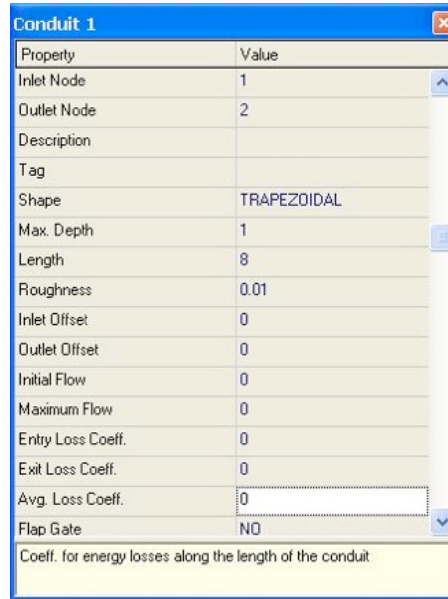 Conduit 1
Property Value
Inlet Node 1
Outlet Node 2
Description
Tag
Shape TRAPEZOIDAL
Max. Depth 1
Length 8
Roughness 0.01
Inlet Offset 0
Outlet Offset 0
Initial Flow 0
Maximum Flow 0
Entry Loss Coeff. 0
Exit Loss Coeff. 0
Avg. Loss Coeff. 0
Flap Gate NO
Coeff. for energy losses along the length of the conduit